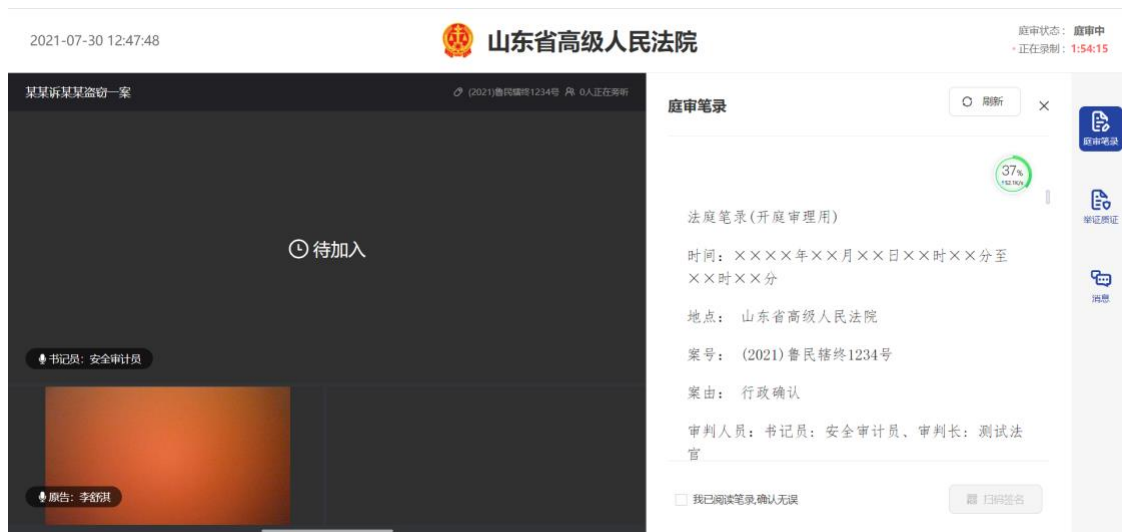 2021-07-30 12:47:48
山东省高级人民法院
庭审状态： 庭审中
正在录制：1:54:15
某某诉某某盗窃一案
(2021)鲁民辖终1234号 0人正在旁听
待加入
书记员：安全审计员
原告：李舒淇
庭审笔录
刷新
37%
法庭笔录(开庭审理用)
时间：××××年××月××日××时××分至
××时××分
地点： 山东省高级人民法院
案号： (2021)鲁民辖终1234号
案由： 行政确认
审判人员：书记员：安全审计员、审判长：测试法
官
我已阅读笔录,确认无误
扫码签名
庭审笔录
举证质证
消息